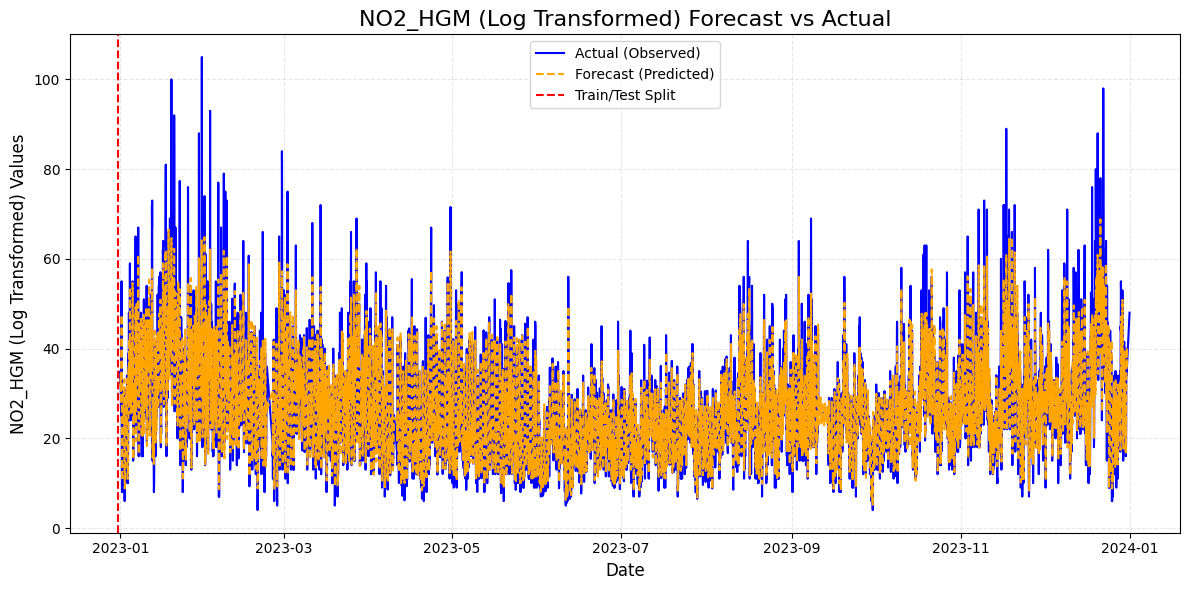 NO2_HGM (Log Transformed) Forecast vs Actual
Actual (Observed)
Forecast (Predicted)
Train/Test Split
NO2_HGM (Log Transformed) Values
100
80
60
40
20
0
2023-01
2023-03
2023-05
2023-07
2023-09
2023-11
2024-01
Date